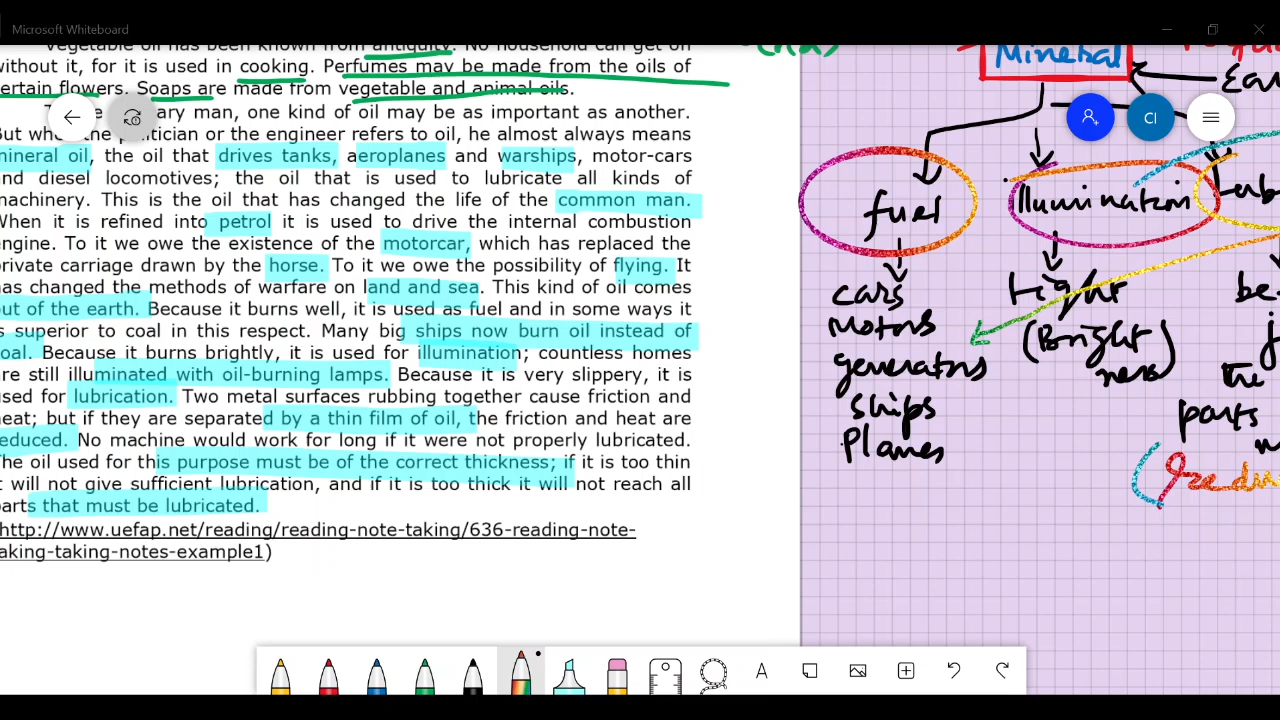 Microsoft Whiteboard
Vegetable oil has been known from antiquity. No household can get on
without it, for it is used in cooking. Perfumes may be made from the oils of
ertain flowers. Soaps are made from vegetable and animal oils.
ary man, one kind of oil may be as important as another.
But whe the politician or the engineer refers to oil, he almost always means
mineral oil, the oil that drives tanks, aeroplanes and warships, motor-cars
and diesel locomotives; the oil that is used to lubricate all kinds of
machinery. This is the oil that has changed the life of the common man.
When it is refined into petrol it is used to drive the internal combustion
engine. To it we owe the existence of the motorcar, which has replaced the
private carriage drawn by the horse. To it we owe the possibility of flying. It
has changed the methods of warfare on land and sea. This kind of oil comes
out of the earth. Because it burns well, it is used as fuel and in some ways it
is superior to coal in this respect. Many big ships now burn oil instead of
coal. Because it burns brightly, it is used for illumination; countless homes
are still illuminated with oil-burning lamps. Because it is very slippery, it is
used for lubrication. Two metal surfaces rubbing together cause friction and
heat; but if they are separated by a thin film of oil, the friction and heat are
reduced. No machine would work for long if it were not properly lubricated.
The oil used for this purpose must be of the correct thickness; if it is too thin
it will not give sufficient lubrication, and if it is too thick it will not reach all
parts that must be lubricated.
http://www.uefap.net/reading/reading-note-taking/636-reading-note-
aking-taking-notes-example1)
Mineral
Ea
CI
fuel
Illumination
ub
cars
motors
generators
ships
planes
light
(Bright
ness)
be
the
parts
(redu
A